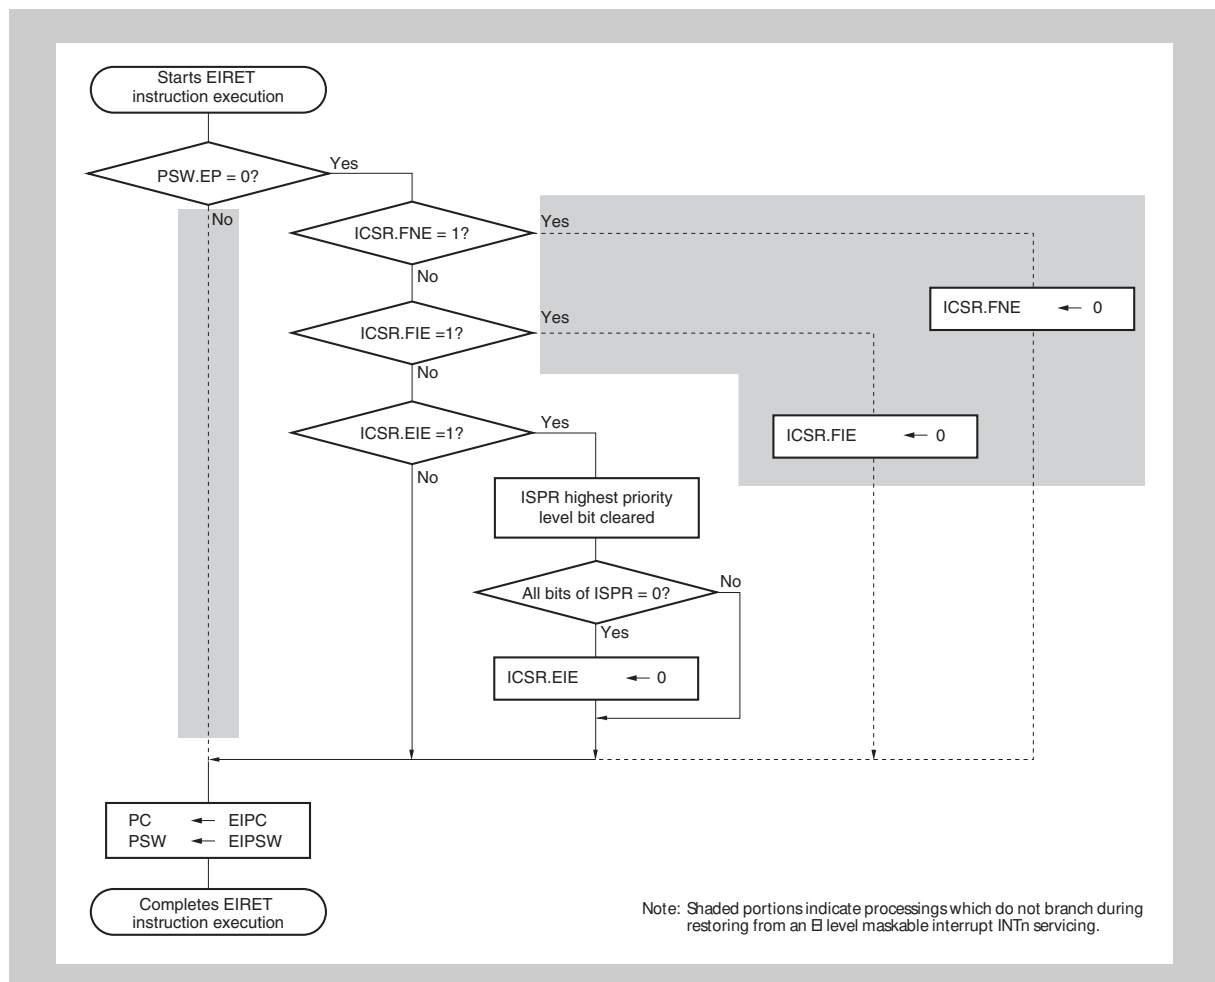 Starts EIRET
instruction execution
PSW.EP = 0?
Yes
No
ICSR.FNE = 1?
Yes
No
ICSR.FNE ← 0
ICSR.FIE =1?
Yes
No
ICSR.FIE ← 0
ICSR.EIE =1?
Yes
No
ISPR highest priority
level bit cleared
All bits of ISPR = 0?
No
Yes
ICSR.EIE ← 0
PC ← EIPC
PSW ← EIPSW
Completes EIRET
instruction execution
Note: Shaded portions indicate processings which do not branch during
restoring from an EI level maskable interrupt INTn servicing.